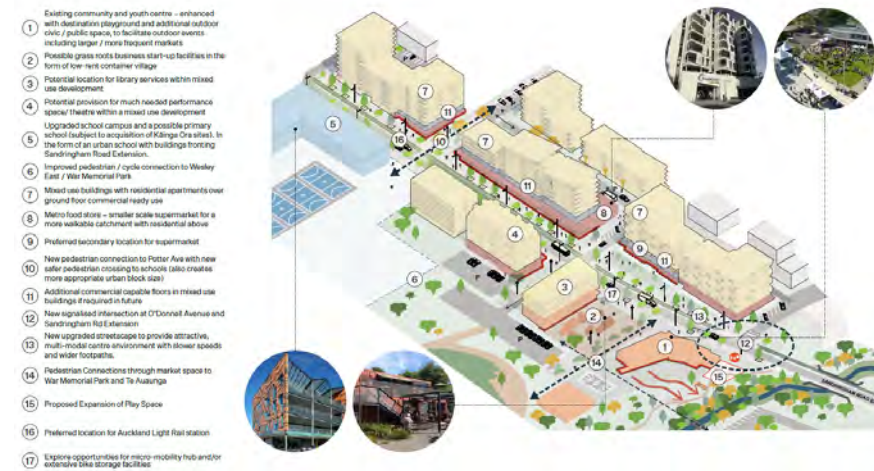 1 Existing community and youth centre – enhanced
with destination playground and additional outdoor
civic / public space, to facilitate outdoor events
including larger / more frequent markets
2 Possible grass roots business start-up facilities in the
form of low-rent container village
3 Potential location for library services within mixed
use development
4 Potential provision for much needed performance
space/ theatre within a mixed use development
5 Upgraded school campus and a possible primary
school (subject to acquisition of Kāinga Ora sites). In
the form of an urban school with buildings fronting
Sandringham Road Extension.
6 Improved pedestrian / cycle connection to Wesley
East / War Memorial Park
7 Mixed use buildings with residential apartments over
ground floor commercial ready use
8 Metro food store – smaller scale supermarket for a
more walkable catchment with residential above
9 Preferred secondary location for supermarket
10 New pedestrian connection to Potter Ave with new
safer pedestrian crossing to schools (also creates
more appropriate urban block size)
11 Additional commercial capable floors in mixed use
buildings if required in future
12 New signalised intersection at O'Donnell Avenue and
Sandringham Rd Extension
13 New upgraded streetscape to provide attractive,
multi-modal centre environment with slower speeds
and wider footpaths.
14 Pedestrian Connections through market space to
War Memorial Park and Te Auaunga
15 Proposed Expansion of Play Space
16 Preferred location for Auckland Light Rail station
17 Explore opportunities for micro-mobility hub and/or
extensive bike storage facilities
7
11
5
16
10
7
11
8
7
4
9
11
6
3
17
2
13
12
1
14
15
SANDRINGHAM ROAD